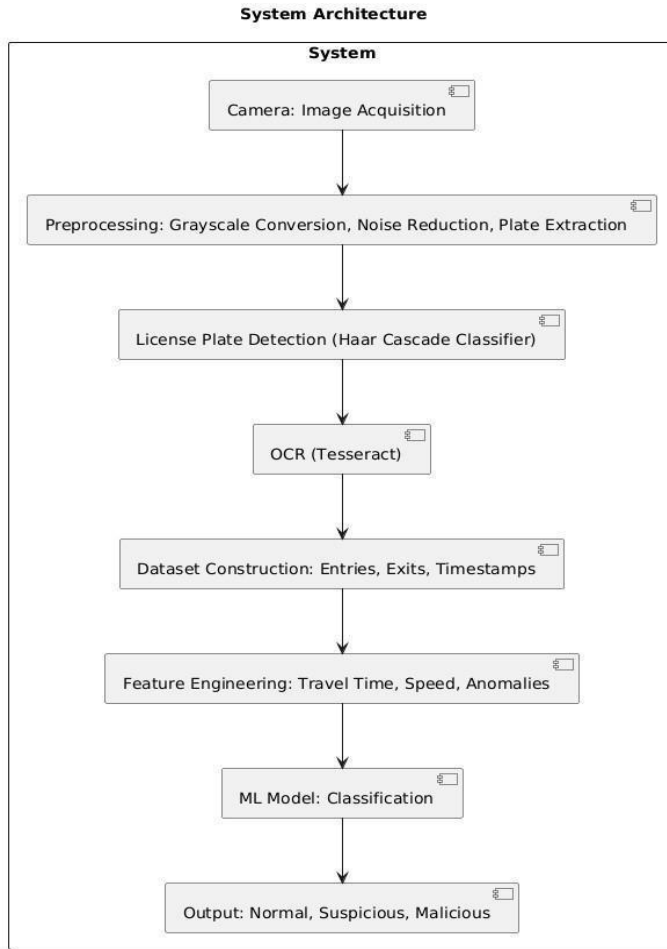 System Architecture
System
Camera: Image Acquisition
Preprocessing: Grayscale Conversion, Noise Reduction, Plate Extraction
License Plate Detection (Haar Cascade Classifier)
OCR (Tesseract)
Dataset Construction: Entries, Exits, Timestamps
Feature Engineering: Travel Time, Speed, Anomalies
ML Model: Classification
Output: Normal, Suspicious, Malicious